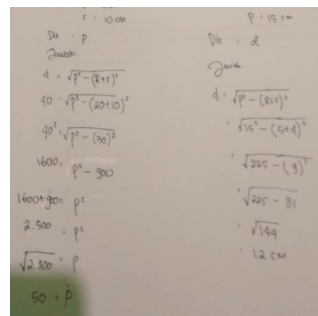 r = 10 cm
Dit : p
Jawab:
d = √p² - (R+r)²
40 = √p² - (20+10)²
40² = √p² - (30)²
1600 = p² - 900
1600+900 = p²
2.500 = p²
√2.500 = p
50 = p
p = 15 cm
Dit : d
Jawab:
d = √p² - (R+r)²
= √15² - (5+4)²
= √225 - (9)²
= √225 - 81
= √144
= 12 cm